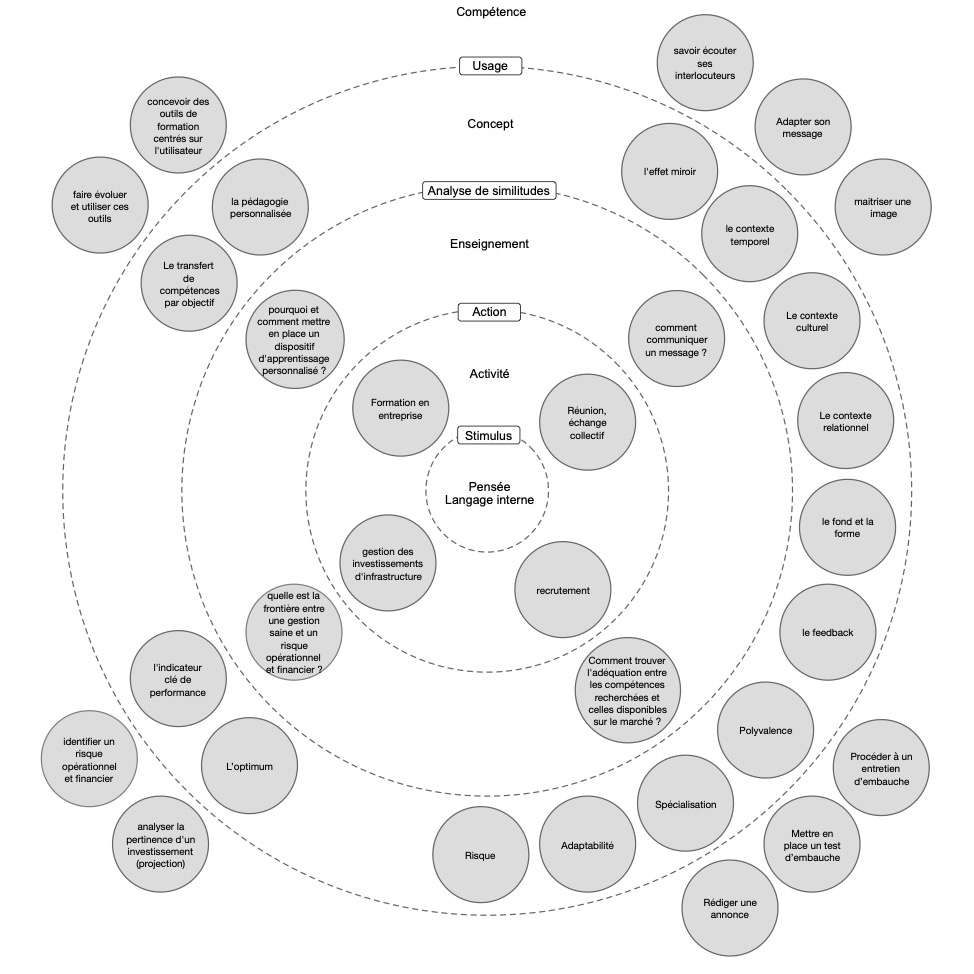 Compétence
Usage
Concept
Analyse de similitudes
Enseignement
Action
Activité
Stimulus
Pensée
Langage interne
savoir écouter
ses
interlocuteurs
Adapter son
message
maitriser une
image
l'effet miroir
le contexte
temporel
Le contexte
culturel
Le contexte
relationnel
le fond et la
forme
le feedback
comment
communiquer
un message ?
Réunion,
échange
collectif
concevoir des
outils de
formation
centrés sur
l'utilisateur
faire évoluer
et utiliser ces
outils
la pédagogie
personnalisée
Le transfert
de
compétences
par objectif
pourquoi et
comment mettre
en place un
dispositif
d'apprentissage
personnalisé ?
Formation en
entreprise
gestion des
investissements
d'infrastructure
quelle est la
frontière entre
une gestion
saine et un
risque
opérationnel
et financier ?
l'indicateur
clé de
performance
L'optimum
identifier un
risque
opérationnel
et financier
analyser la
pertinence d'un
investissement
(projection)
recrutement
Comment trouver
l'adéquation entre
les compétences
recherchées et
celles disponibles
sur le marché ?
Polyvalence
Spécialisation
Adaptabilité
Risque
Procéder à un
entretien
d'embauche
Mettre en
place un test
d'embauche
Rédiger une
annonce